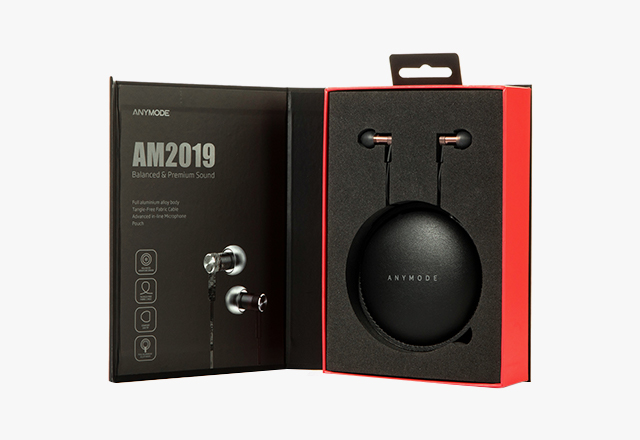 ANYMODE
AM2019
Balanced & Premium Sound
Full aluminium alloy body
Tangle-Free Fabric Cable
Advanced in-line Microphone
Pouch
ANYMODE